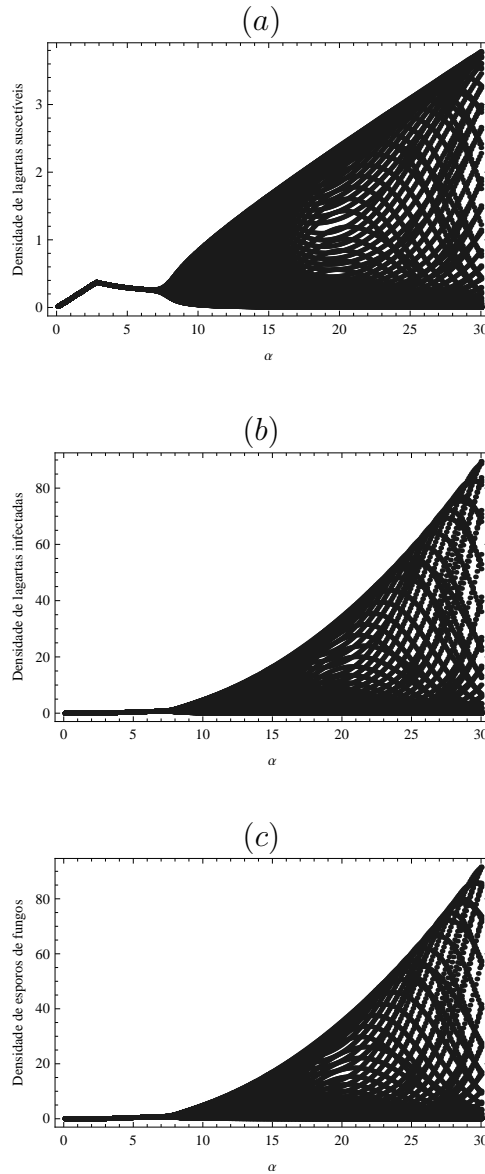 (a)
Densidade de lagartas suscetíveis
3
2
1
0
0 5 10 15 20 25 30
α
(b)
Densidade de lagartas infectadas
80
60
40
20
0
0 5 10 15 20 25 30
α
(c)
Densidade de esporos de fungos
80
60
40
20
0
0 5 10 15 20 25 30
α